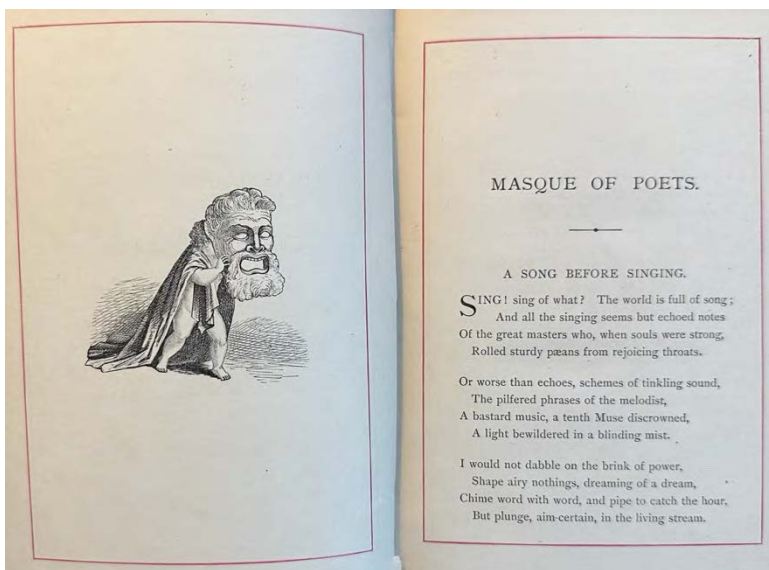 MASQUE OF POETS.
A SONG BEFORE SINGING.
SING! sing of what? The world is full of song;
And all the singing seems but echoed notes
Of the great masters who, when souls were strong,
Rolled sturdy pæans from rejoicing throats.
Or worse than echoes, schemes of tinkling sound,
The pilfered phrases of the melodist,
A bastard music, a tenth Muse discrowned,
A light bewildered in a blinding mist.
I would not dabble on the brink of power,
Shape airy nothings, dreaming of a dream,
Chime word with word, and pipe to catch the hour,
But plunge, aim-certain, in the living stream.